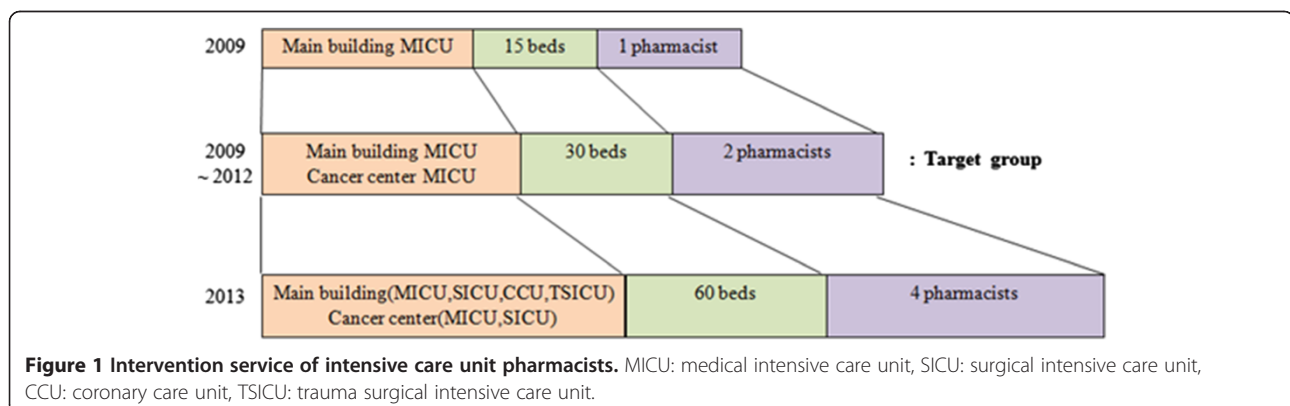 2009 Main building MICU 15 beds 1 pharmacist
2009
~ 2012
Main building MICU
Cancer center MICU
30 beds 2 pharmacists
: Target group
2013
Main building(MICU,SICU,CCU,TSICU)
Cancer center(MICU,SICU)
60 beds 4 pharmacists
Figure 1 Intervention service of intensive care unit pharmacists. MICU: medical intensive care unit, SICU: surgical intensive care unit,
CCU: coronary care unit, TSICU: trauma surgical intensive care unit.